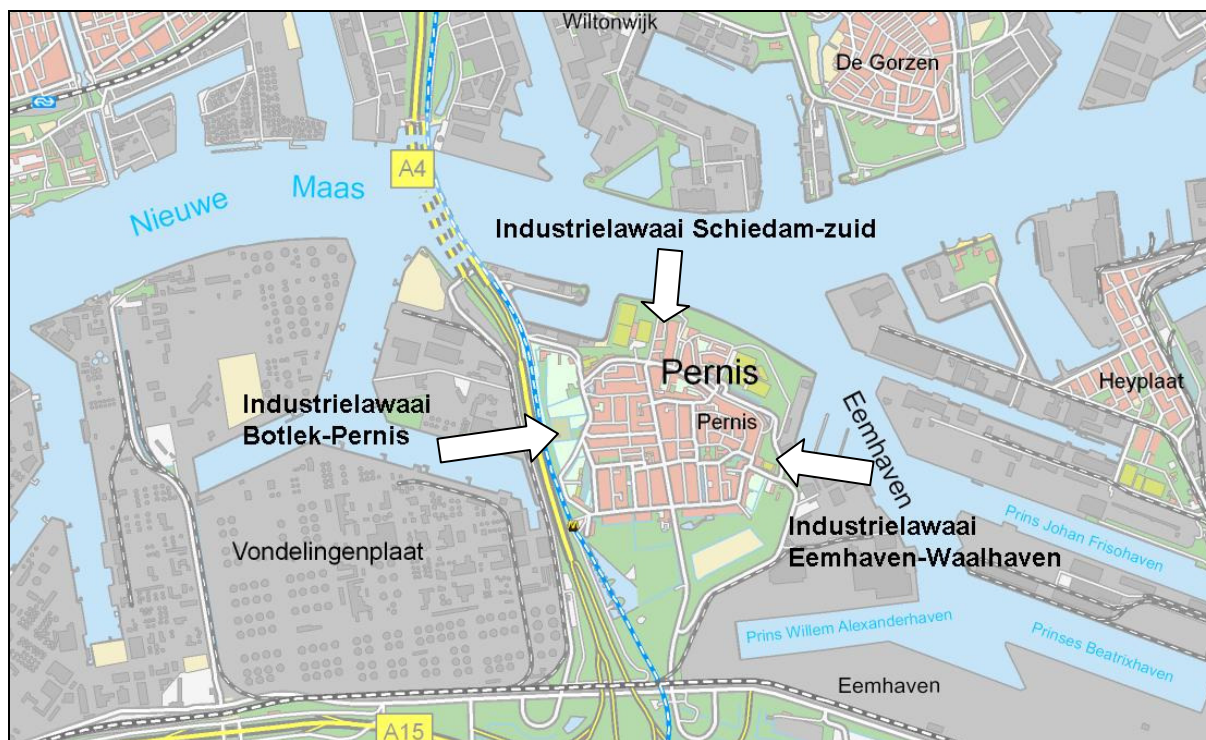 Wiltonwijk
De Gorzen
A4
Nieuwe Maas
Industrielawaai Schiedam-zuid
Pernis
Heyplaat
Industrielawaai
Botlek-Pernis
Pernis
Eemhaven
Industrielawaai
Eemhaven-Waalhaven
Prins Johan Frisohaven
Vondelingenplaat
Prins Willem Alexanderhaven
Prinses Beatrixhaven
Eemhaven
A15